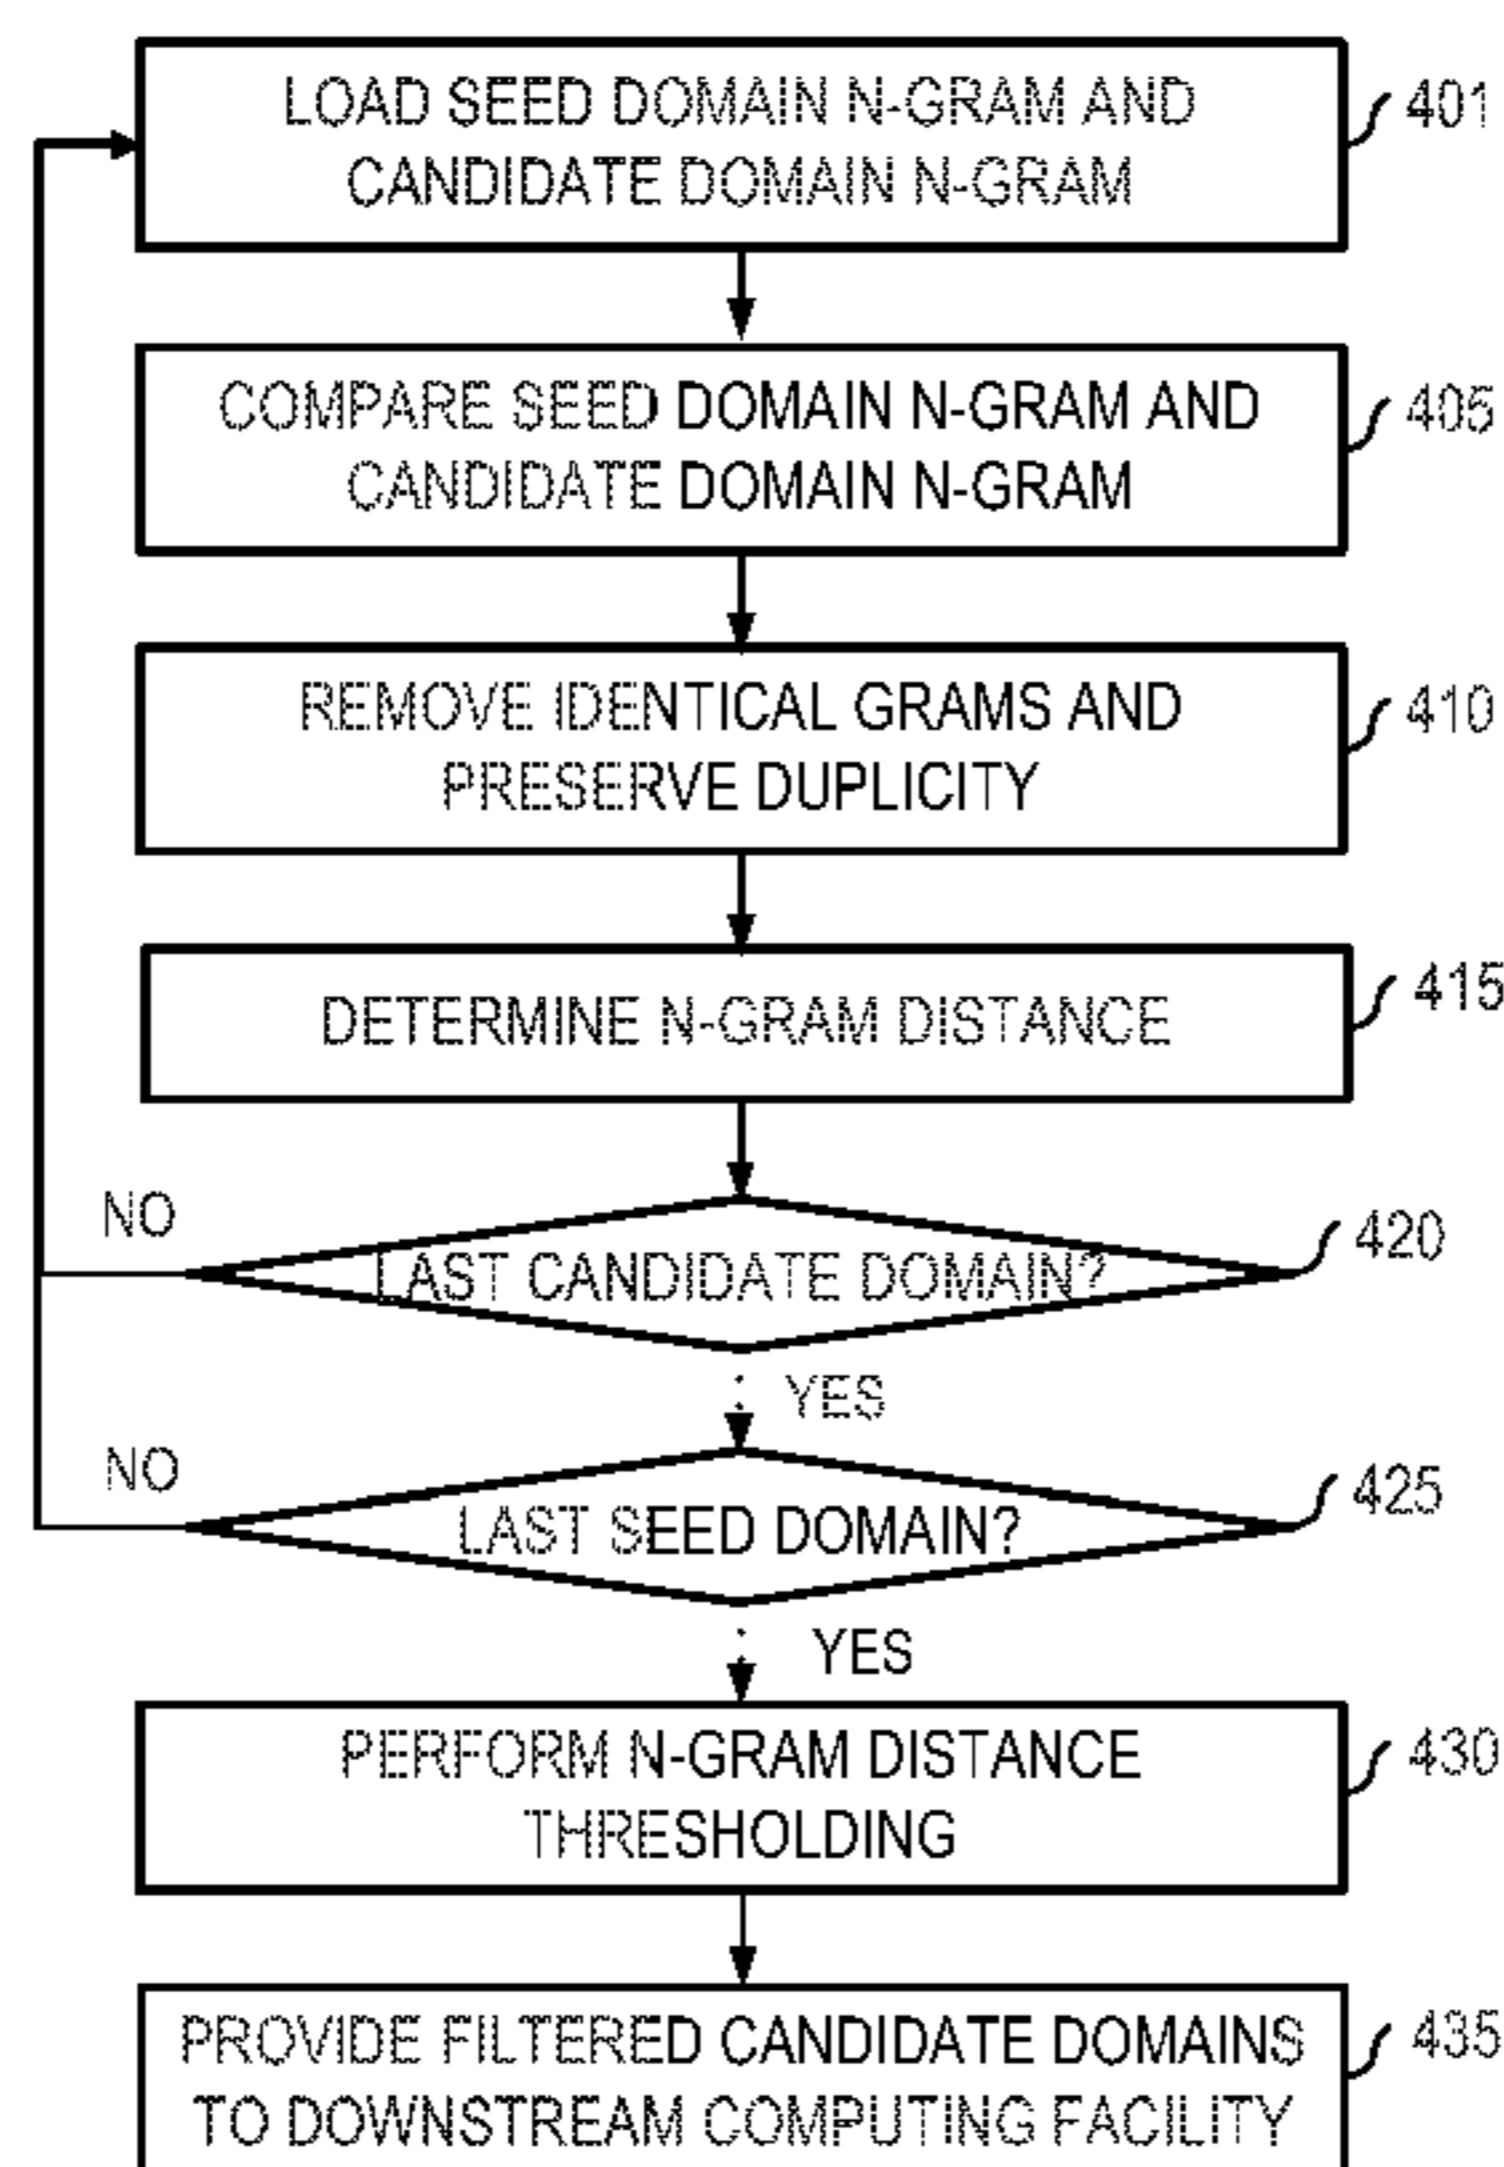 LOAD SEED DOMAIN N-GRAM AND
CANDIDATE DOMAIN N-GRAM
401
COMPARE SEED DOMAIN N-GRAM AND
CANDIDATE DOMAIN N-GRAM
405
REMOVE IDENTICAL GRAMS AND
PRESERVE DUPLICITY
410
DETERMINE N-GRAM DISTANCE
415
NO
LAST CANDIDATE DOMAIN?
420
YES
NO
LAST SEED DOMAIN?
425
YES
PERFORM N-GRAM DISTANCE
THRESHOLDING
430
PROVIDE FILTERED CANDIDATE DOMAINS
TO DOWNSTREAM COMPUTING FACILITY
435